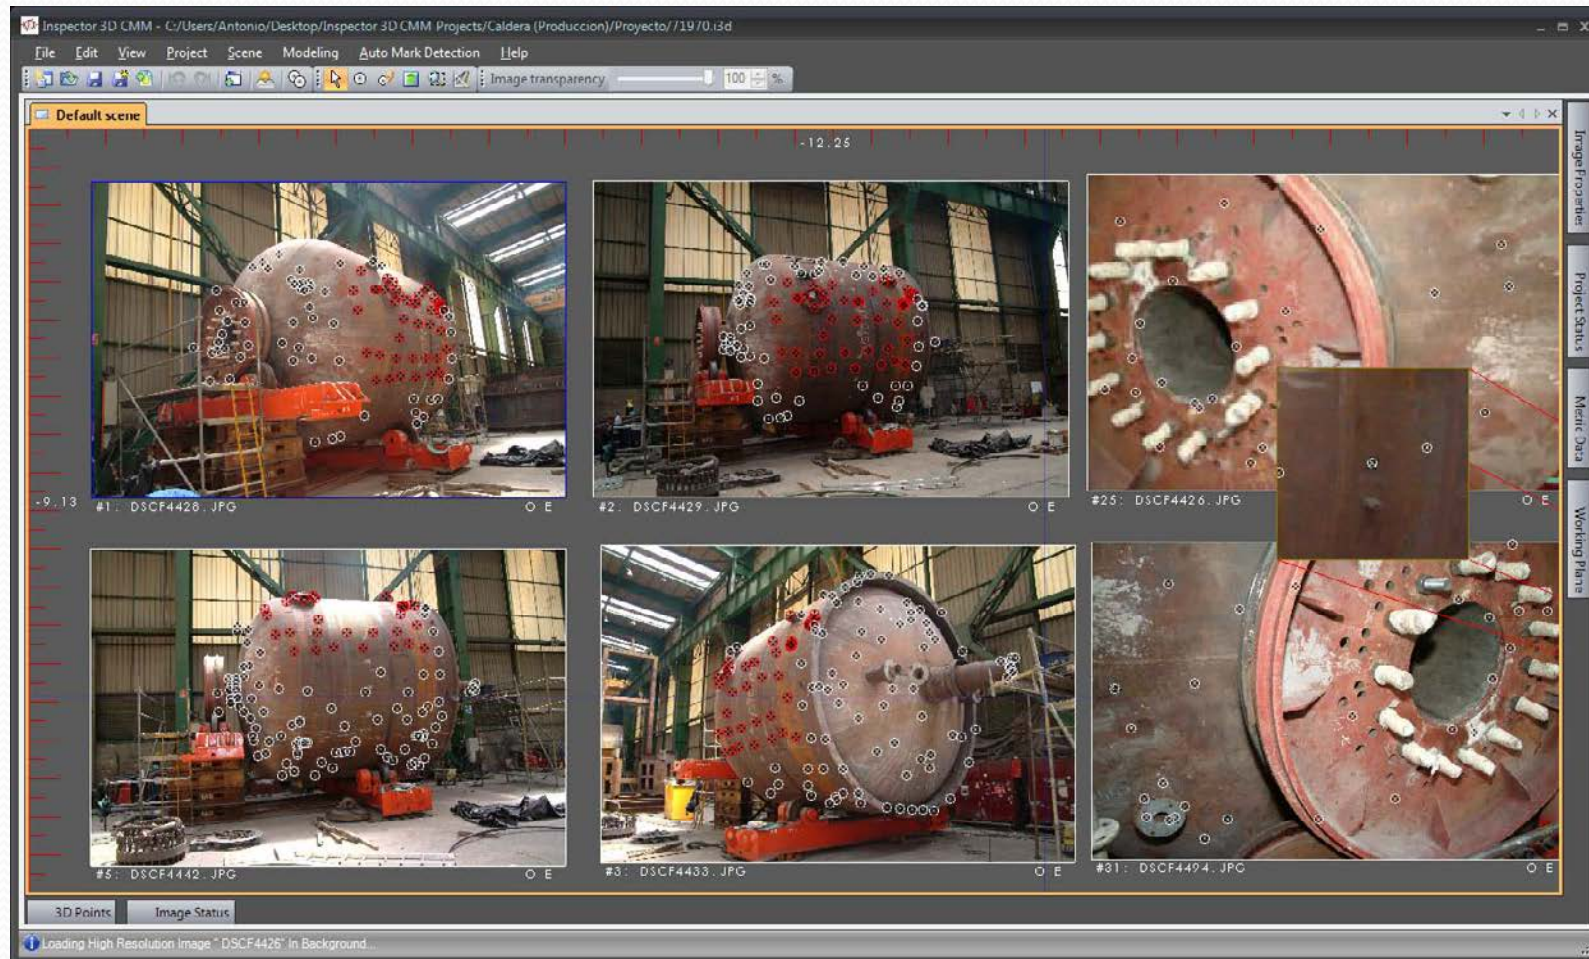 Inspector 3D CMM - C:/Users/Antonio/Desktop/Inspector 3D CMM Projects/Caldera (Produccion)/Proyecto/71970.i3d
File Edit View Project Scene Modeling Auto Mark Detection Help
Image transparency 100 %
Default scene
-12.25
-9.13
#1: DSCF4428.JPG O E
#2: DSCF4429.JPG O E
#25: DSCF4426.JPG O E
#5: DSCF4442.JPG O E
#3: DSCF4433.JPG O E
#31: DSCF4494.JPG O E
Image Properties
Project Status
Metric Data
Working Plane
3D Points Image Status
Loading High Resolution Image " DSCF4426" In Background...